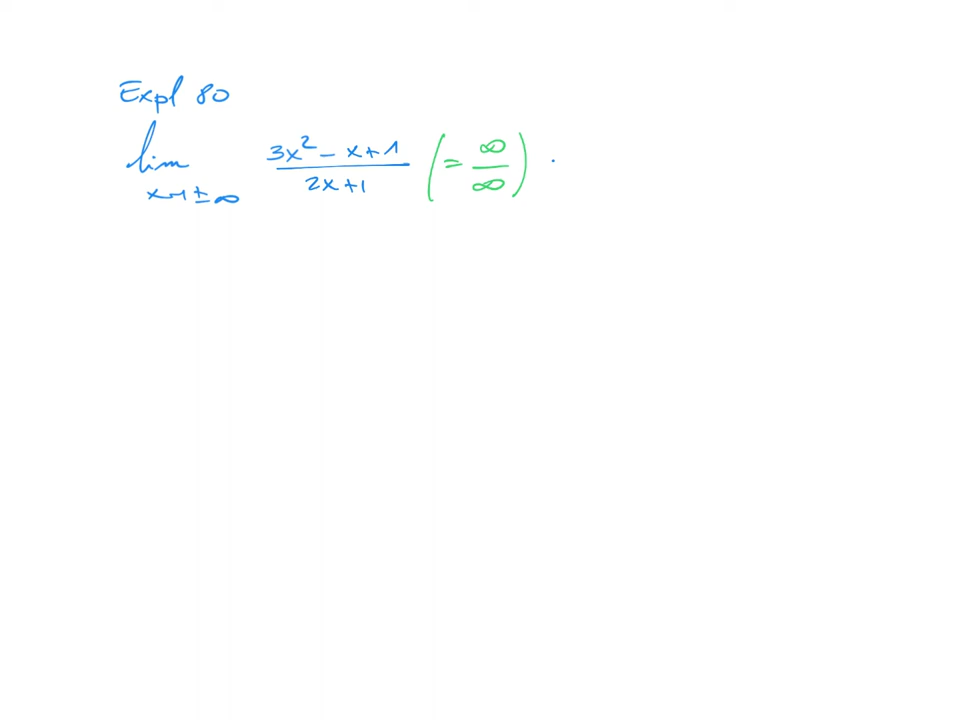 Expl 80
lim x→±∞ (3x² − x + 1)/(2x + 1) (= ∞/∞)